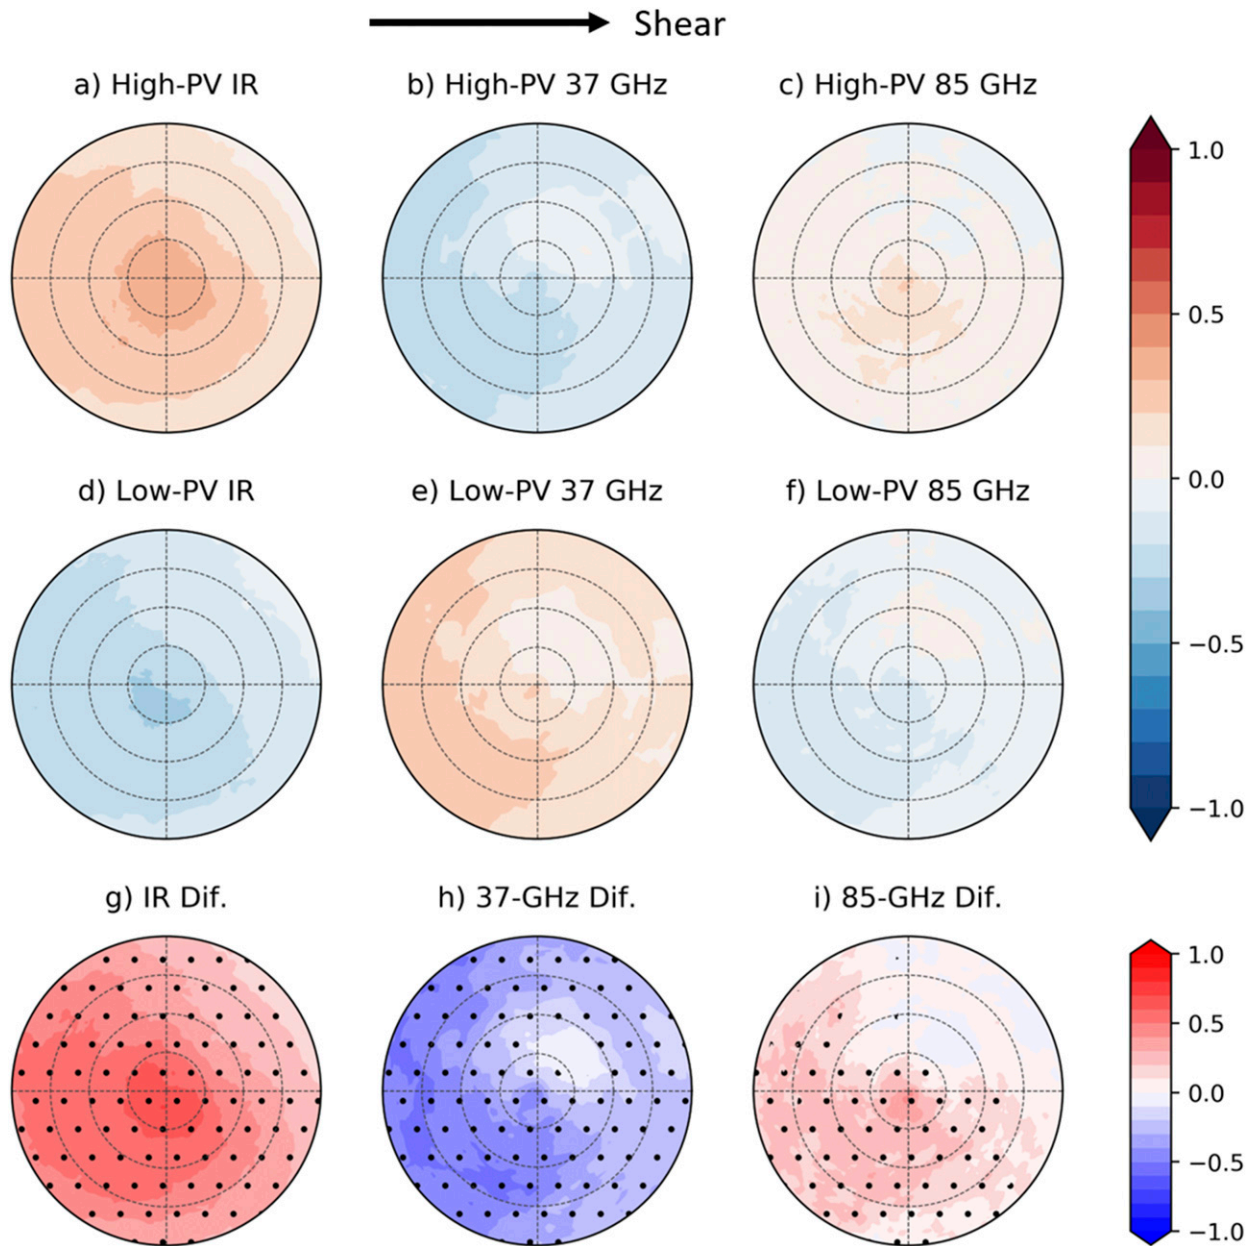 Shear
a) High-PV IR
b) High-PV 37 GHz
c) High-PV 85 GHz
1.0
0.5
0.0
−0.5
−1.0
d) Low-PV IR
e) Low-PV 37 GHz
f) Low-PV 85 GHz
g) IR Dif.
h) 37-GHz Dif.
i) 85-GHz Dif.
1.0
0.5
0.0
−0.5
−1.0